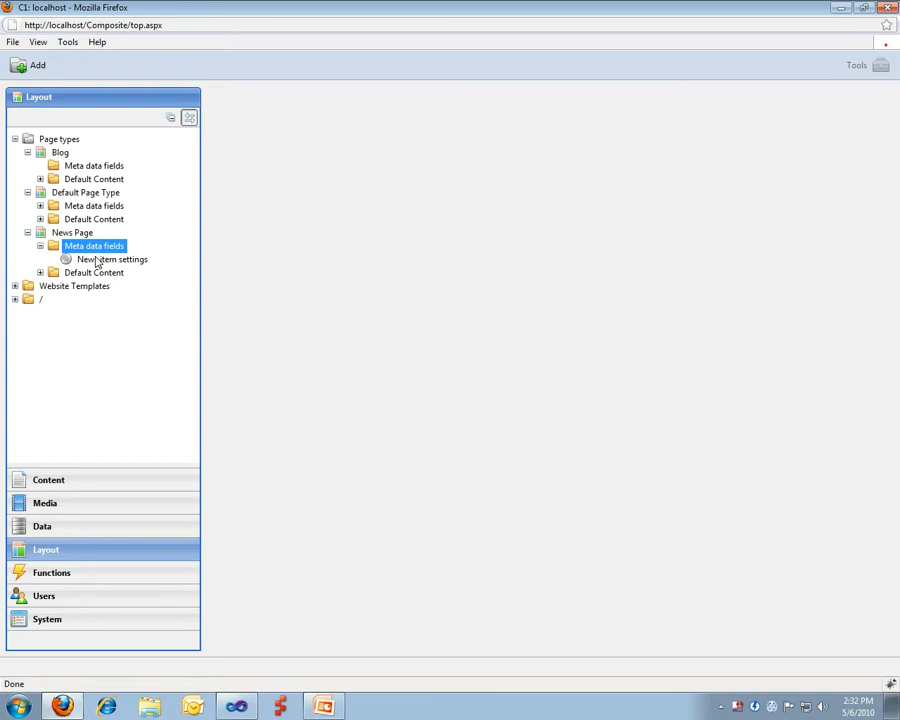 C1: localhost - Mozilla Firefox
http://localhost/Composite/top.aspx
File View Tools Help
Add Tools
Layout
Page types
Blog
Meta data fields
Default Content
Default Page Type
Meta data fields
Default Content
News Page
Meta data fields
News item settings
Default Content
Website Templates
/
Content
Media
Data
Layout
Functions
Users
System
Done
2:32 PM
5/6/2010